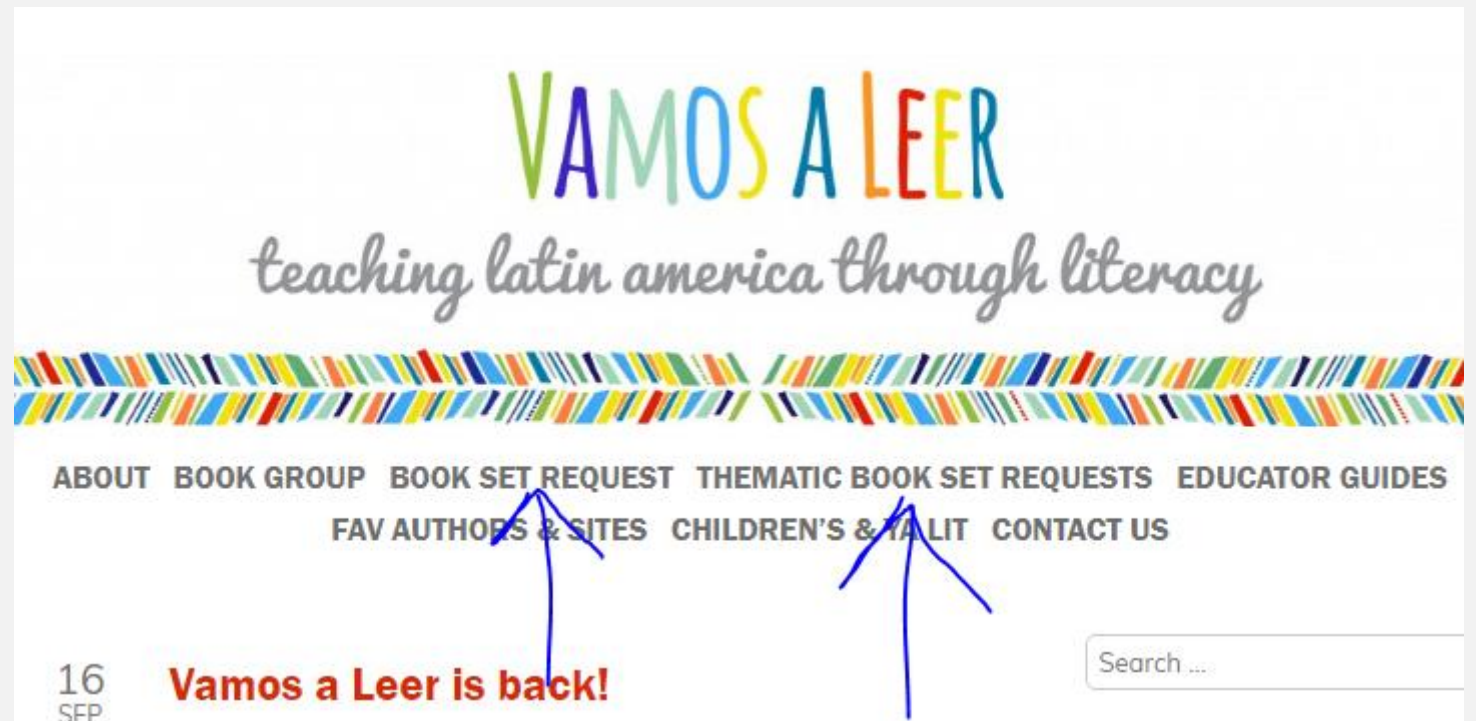 VAMOS A LEER
teaching latin america through literacy
ABOUT BOOK GROUP BOOK SET REQUEST THEMATIC BOOK SET REQUESTS EDUCATOR GUIDES
FAV AUTHORS & SITES CHILDREN'S & YA LIT CONTACT US
16 Vamos a Leer is back! Search ...
SEP